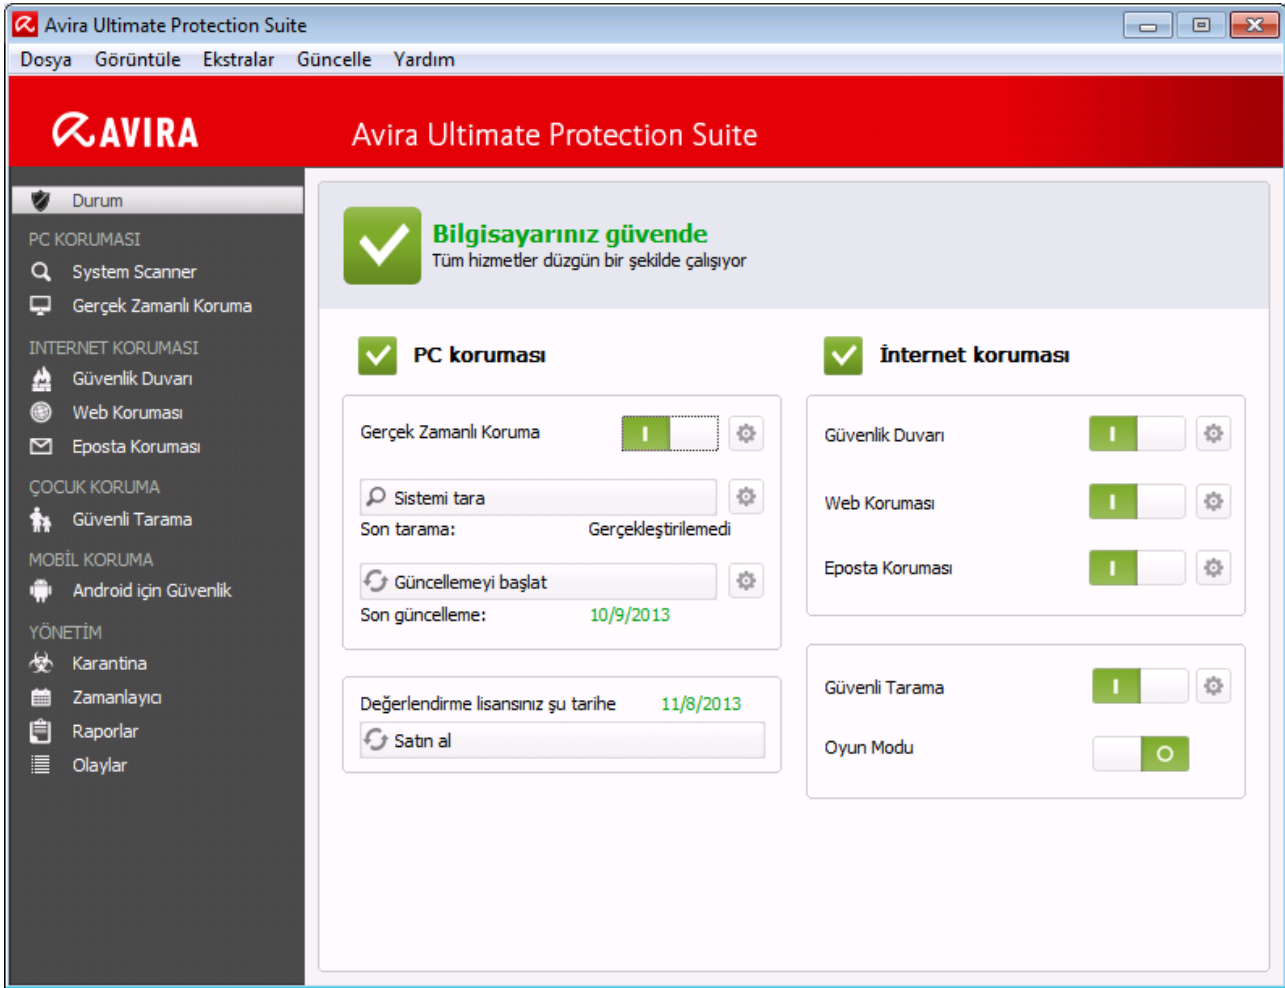 Avira Ultimate Protection Suite
Dosya Görüntüle Ekstralar Güncelle Yardım
AVIRA
Avira Ultimate Protection Suite
Durum
PC KORUMASI
System Scanner
Gerçek Zamanlı Koruma
INTERNET KORUMASI
Güvenlik Duvarı
Web Koruması
Eposta Koruması
ÇOCUK KORUMA
Güvenli Tarama
MOBİL KORUMA
Android için Güvenlik
YÖNETİM
Karantina
Zamanlayıcı
Raporlar
Olaylar
Bilgisayarınız güvende
Tüm hizmetler düzgün bir şekilde çalışıyor
PC koruması
Gerçek Zamanlı Koruma
Sistemi tara
Son tarama: Gerçekleştirilemedi
Güncellemeyi başlat
Son güncelleme: 10/9/2013
Değerlendirme lisansınız şu tarihe 11/8/2013
Satın al
İnternet koruması
Güvenlik Duvarı
Web Koruması
Eposta Koruması
Güvenli Tarama
Oyun Modu